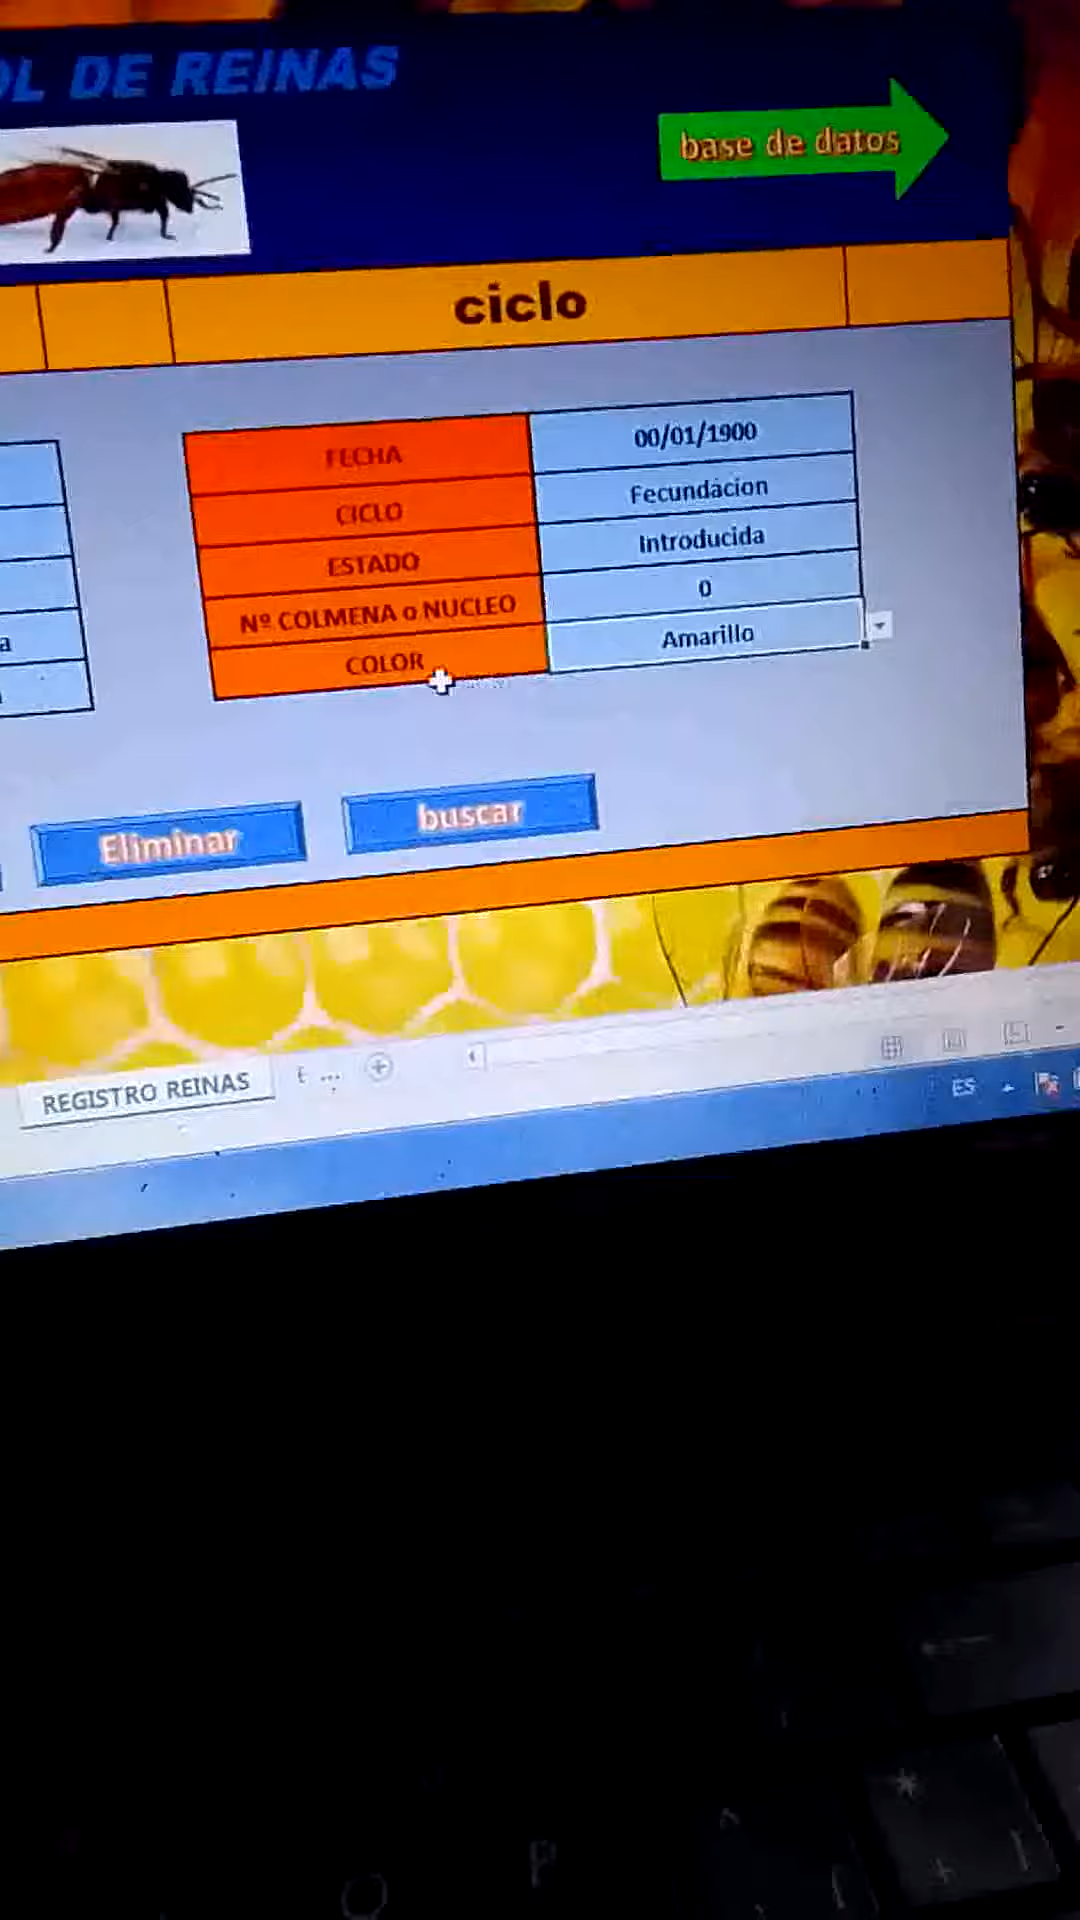 OL DE REINAS
base de datos
ciclo
FECHA 00/01/1900
CICLO Fecundacion
ESTADO Introducida
Nº COLMENA o NUCLEO 0
a
COLOR Amarillo
Eliminar
buscar
REGISTRO REINAS
...
ES
O P ^ * + ]